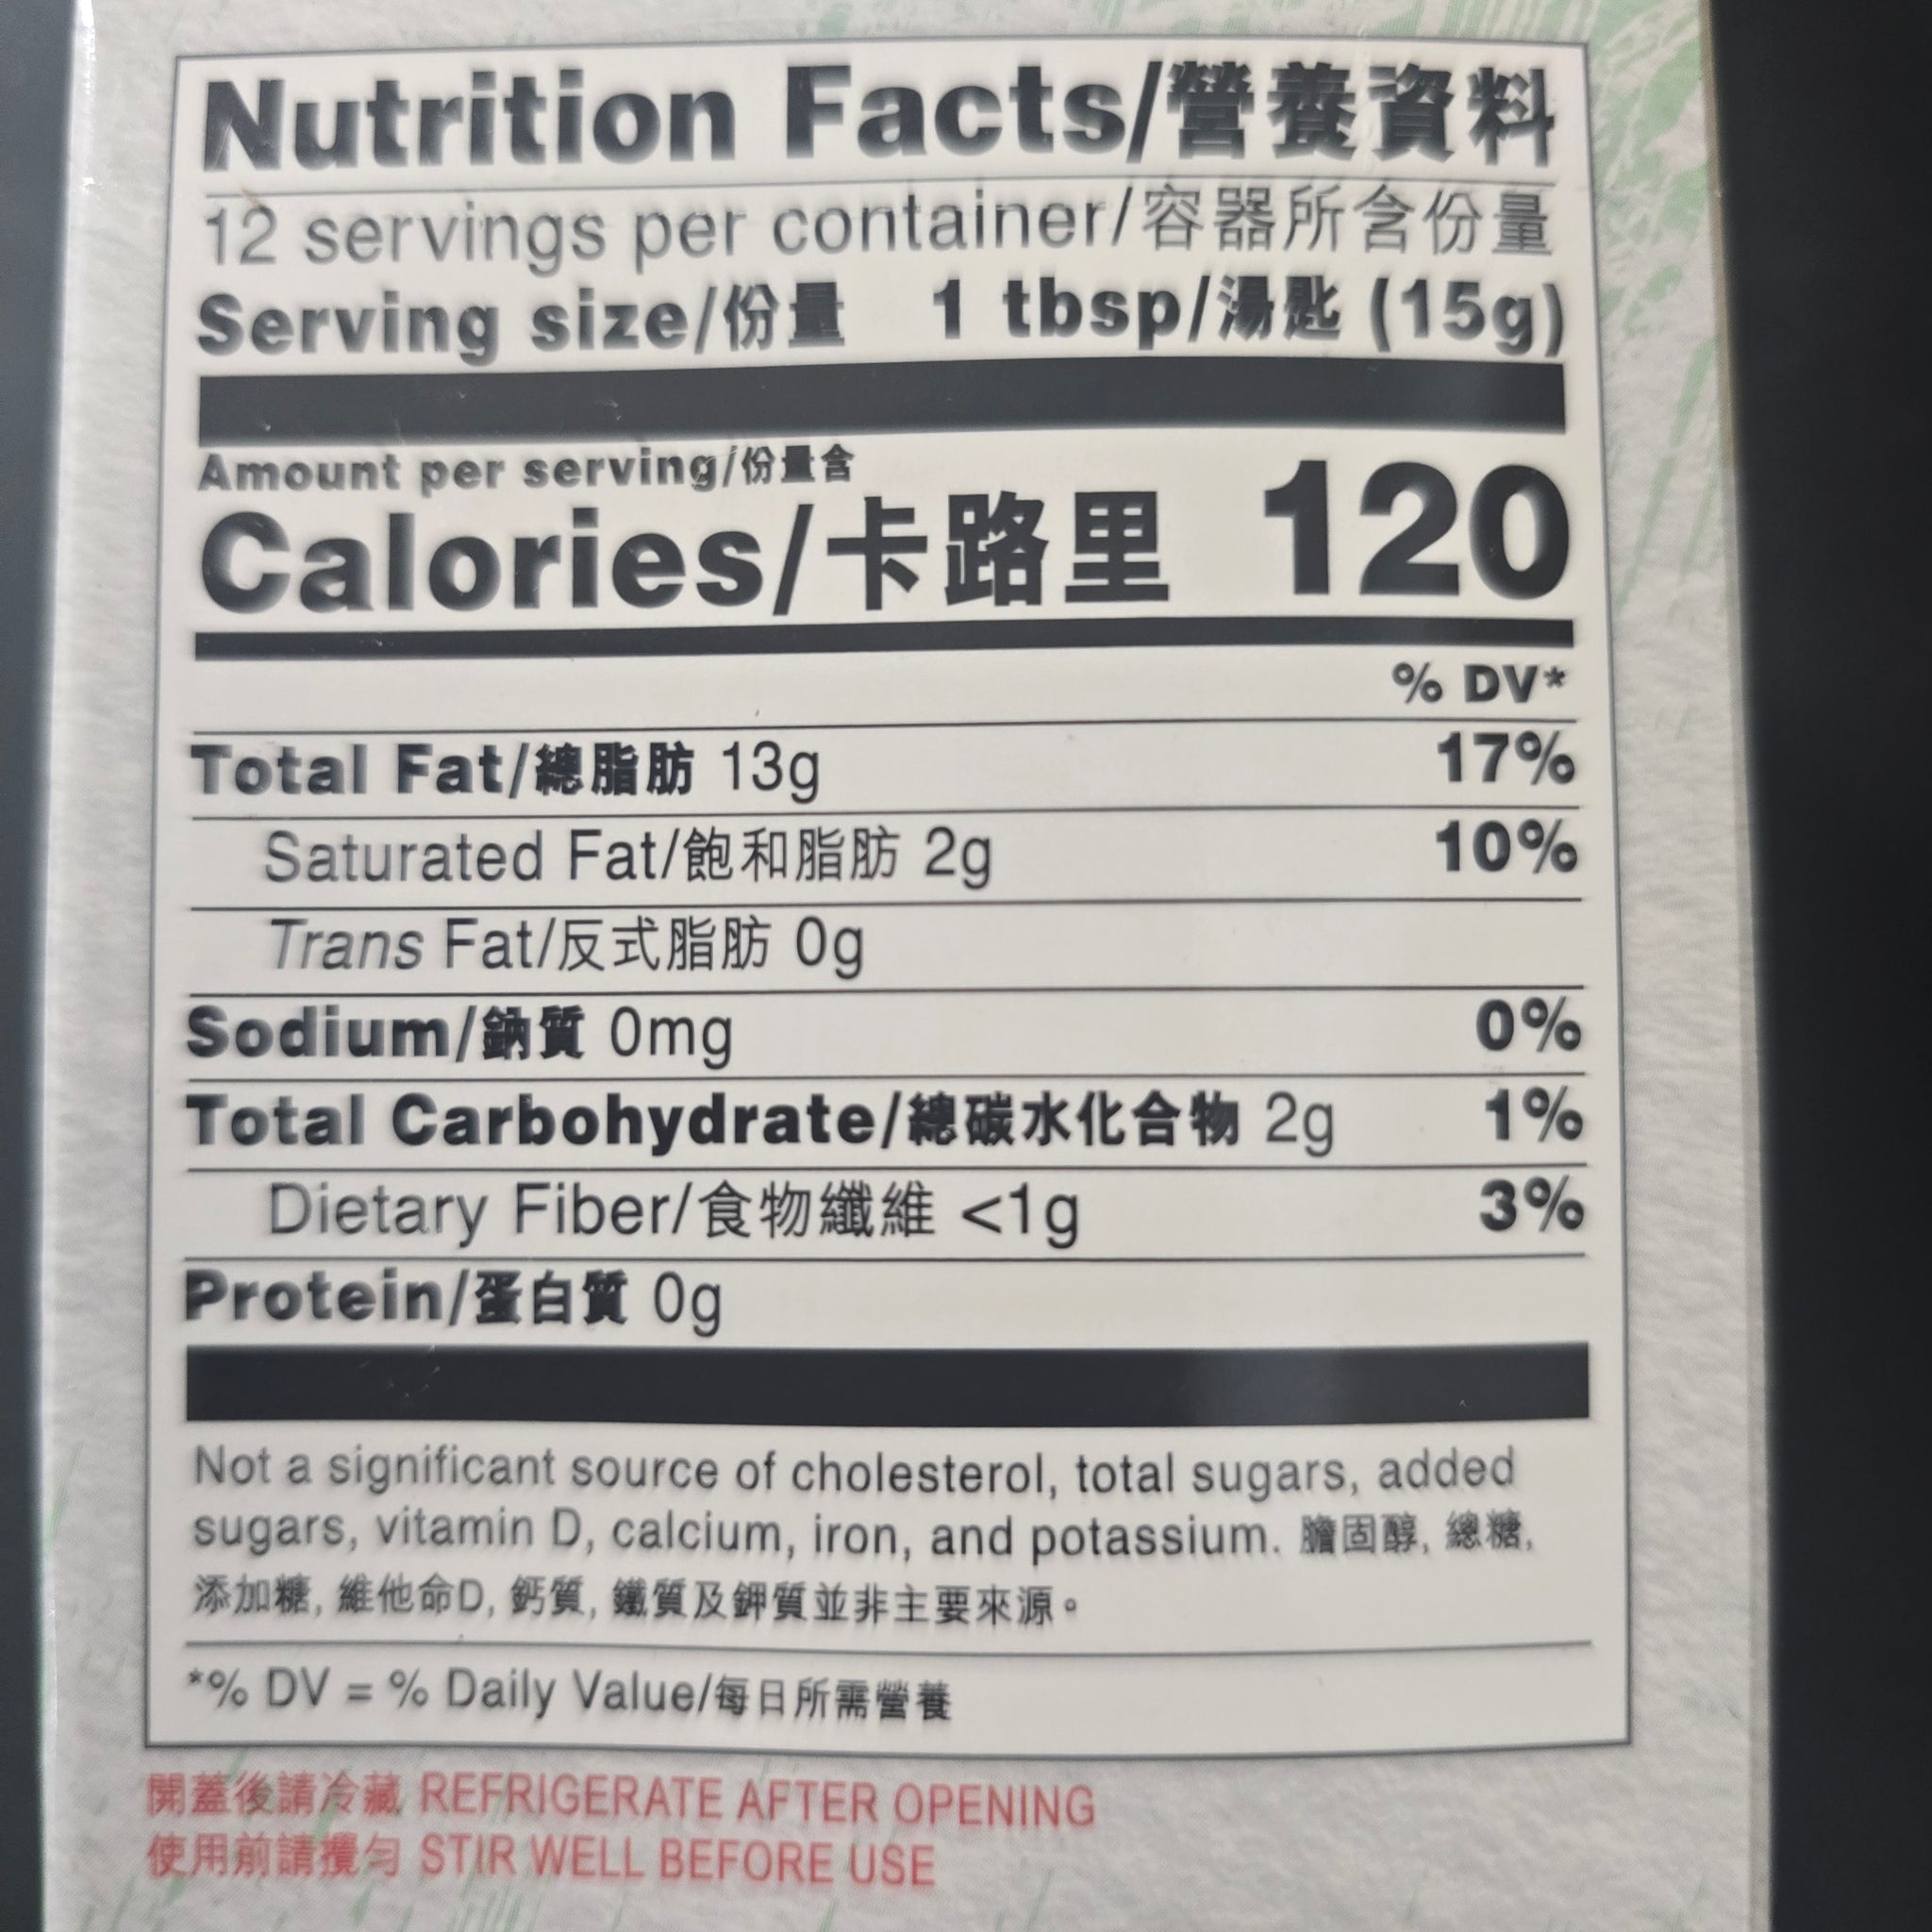 Nutrition Facts/營養資料
12 servings per container/容器所含份量
Serving size/份量 1 tbsp/湯匙 (15g)
Amount per serving/份量含
Calories/卡路里 120
% DV*
Total Fat/總脂肪 13g 17%
Saturated Fat/飽和脂肪 2g 10%
Trans Fat/反式脂肪 0g
Sodium/鈉質 0mg 0%
Total Carbohydrate/總碳水化合物 2g 1%
Dietary Fiber/食物纖維 <1g 3%
Protein/蛋白質 0g
Not a significant source of cholesterol, total sugars, added
sugars, vitamin D, calcium, iron, and potassium. 膽固醇, 總糖,
添加糖, 維他命D, 鈣質, 鐵質及鉀質並非主要來源。
*% DV = % Daily Value/每日所需營養
開蓋後請冷藏 REFRIGERATE AFTER OPENING
使用前請攪勻 STIR WELL BEFORE USE